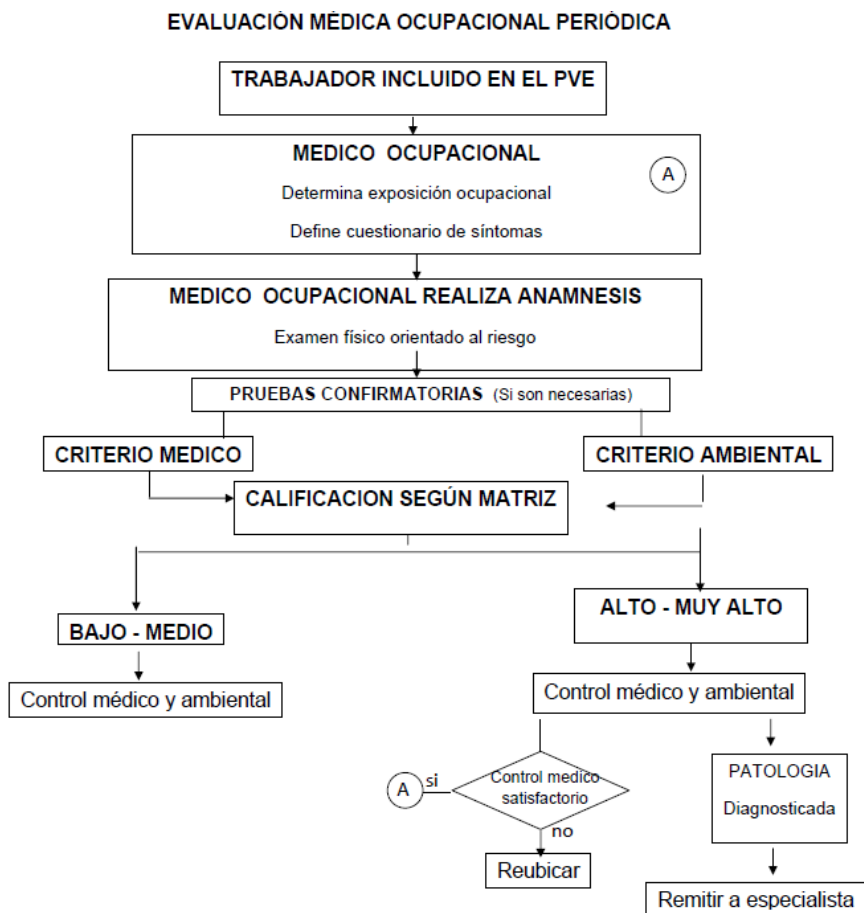 EVALUACIÓN MÉDICA OCUPACIONAL PERIÓDICA
TRABAJADOR INCLUIDO EN EL PVE
MEDICO OCUPACIONAL
A
Determina exposición ocupacional
Define cuestionario de síntomas
MEDICO OCUPACIONAL REALIZA ANAMNESIS
Examen físico orientado al riesgo
PRUEBAS CONFIRMATORIAS (Si son necesarias)
CRITERIO MEDICO
CRITERIO AMBIENTAL
CALIFICACION SEGÚN MATRIZ
BAJO - MEDIO
ALTO - MUY ALTO
Control médico y ambiental
Control médico y ambiental
A
si
Control medico
satisfactorio
no
Reubicar
PATOLOGIA
Diagnosticada
Remitir a especialista